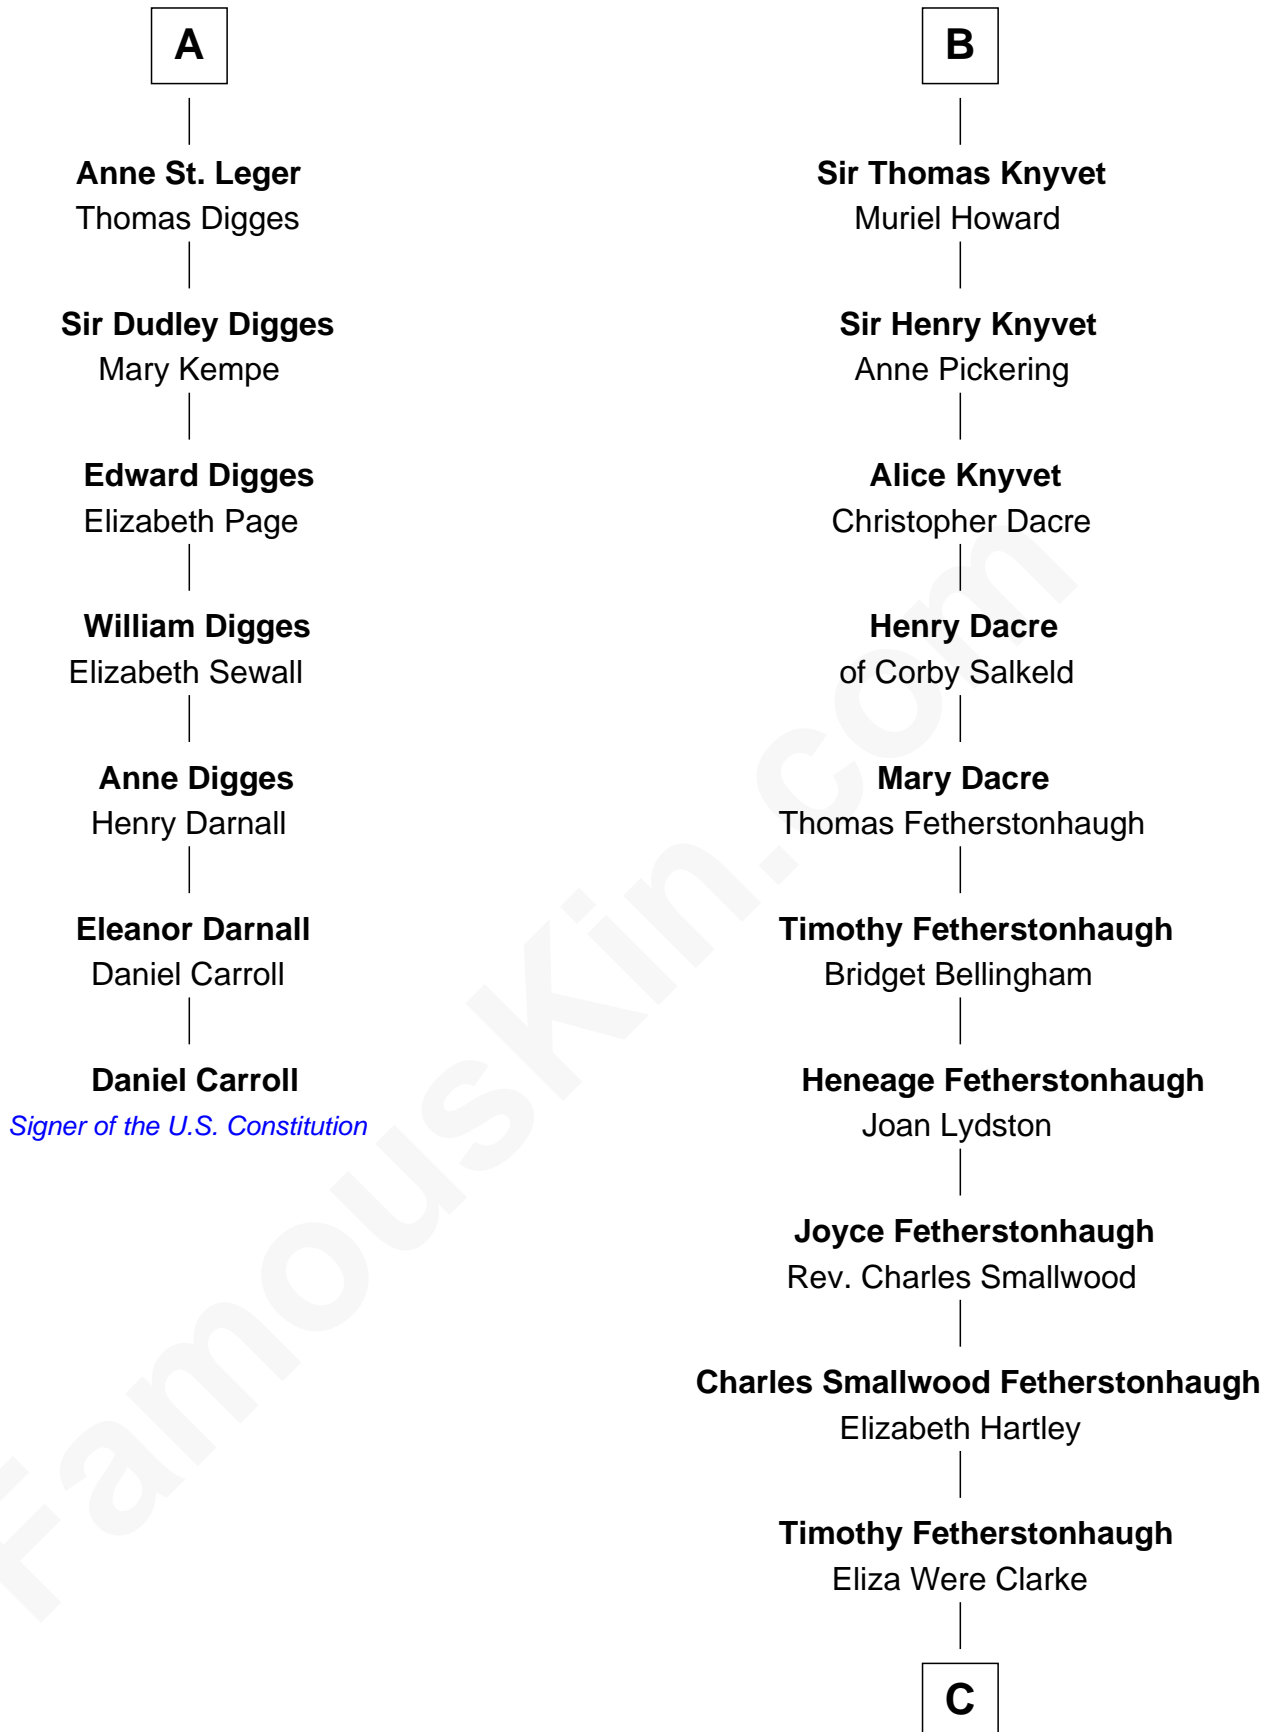 A
Anne St. Leger
Thomas Digges
Sir Dudley Digges
Mary Kempe
Edward Digges
Elizabeth Page
William Digges
Elizabeth Sewall
Anne Digges
Henry Darnall
Eleanor Darnall
Daniel Carroll
Daniel Carroll
Signer of the U.S. Constitution
B
Sir Thomas Knyvet
Muriel Howard
Sir Henry Knyvet
Anne Pickering
Alice Knyvet
Christopher Dacre
Henry Dacre
of Corby Salkeld
Mary Dacre
Thomas Fetherstonhaugh
Timothy Fetherstonhaugh
Bridget Bellingham
Heneage Fetherstonhaugh
Joan Lydston
Joyce Fetherstonhaugh
Rev. Charles Smallwood
Charles Smallwood Fetherstonhaugh
Elizabeth Hartley
Timothy Fetherstonhaugh
Eliza Were Clarke
C
FamousKin.com